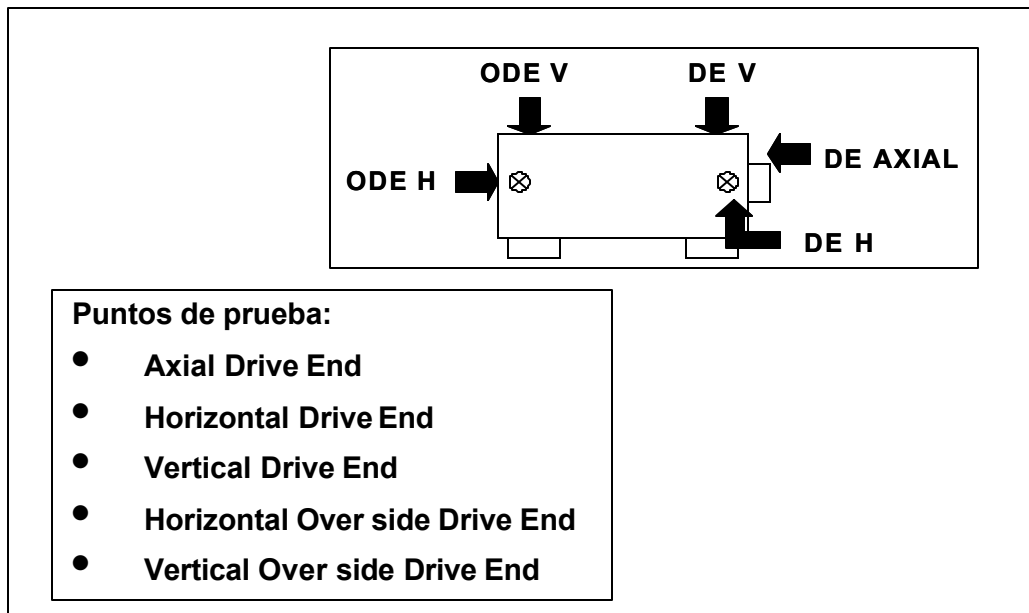 ODE V DE V
DE AXIAL
ODE H
DE H
Puntos de prueba:
● Axial Drive End
● Horizontal Drive End
● Vertical Drive End
● Horizontal Over side Drive End
● Vertical Over side Drive End